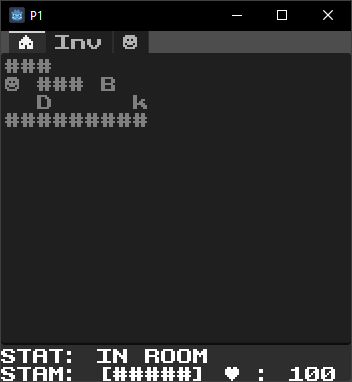 P1
Inv
###
☻ ### B
  D     k
#########
STAT: IN ROOM
STAM: [#####] ♥ : 100